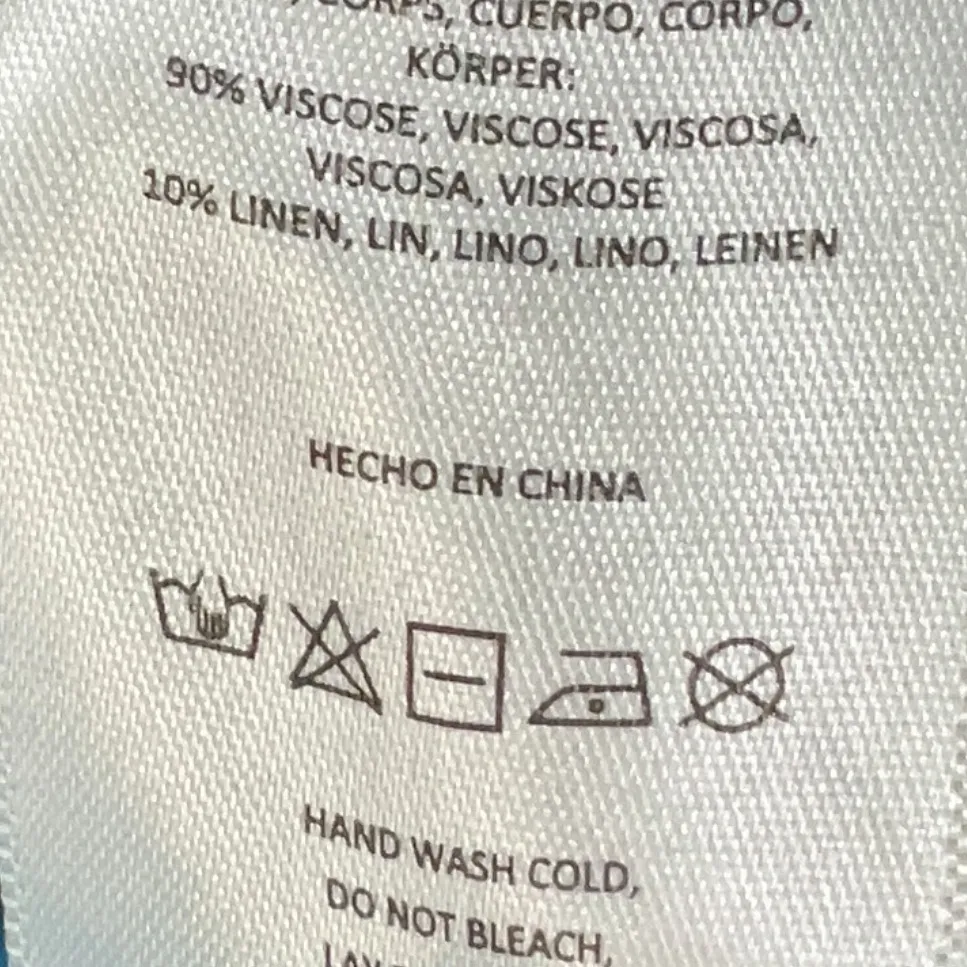 CORPS, CUERPO, CORPO,
KÖRPER:
90% VISCOSE, VISCOSE, VISCOSA,
VISCOSA, VISKOSE
10% LINEN, LIN, LINO, LINO, LEINEN
HECHO EN CHINA
HAND WASH COLD,
DO NOT BLEACH,